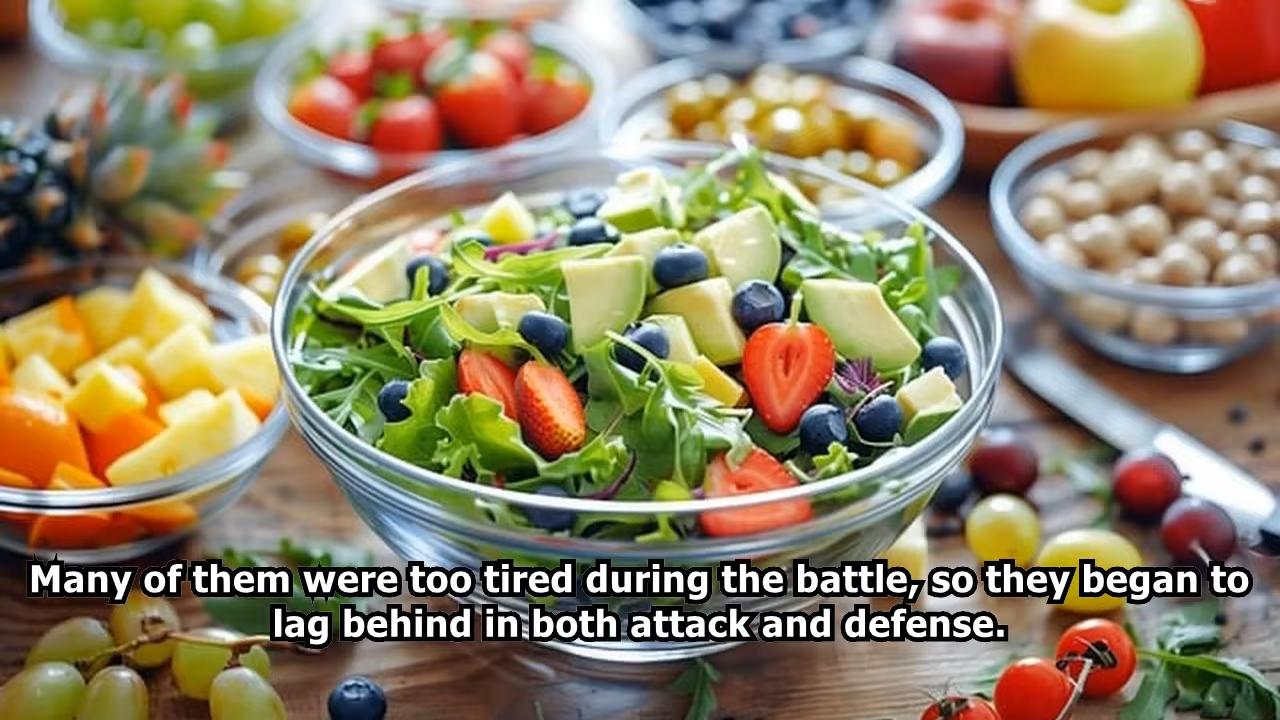 Many of them were too tired during the battle, so they began to
lag behind in both attack and defense.